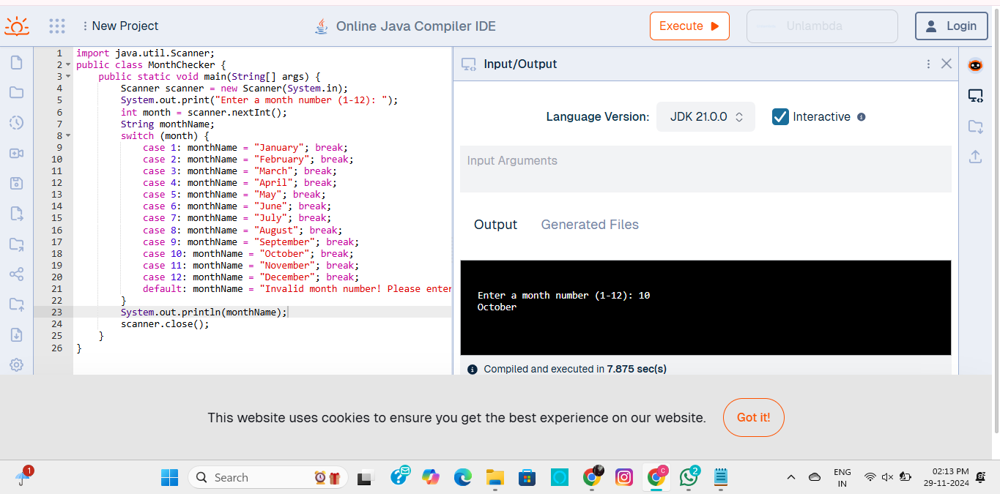 New Project
Online Java Compiler IDE
Execute
Unlambda
Login
1 import java.util.Scanner;
2 public class MonthChecker {
3 public static void main(String[] args) {
4 Scanner scanner = new Scanner(System.in);
5 System.out.print("Enter a month number (1-12): ");
6 int month = scanner.nextInt();
7 String monthName;
8 switch (month) {
9 case 1: monthName = "January"; break;
10 case 2: monthName = "February"; break;
11 case 3: monthName = "March"; break;
12 case 4: monthName = "April"; break;
13 case 5: monthName = "May"; break;
14 case 6: monthName = "June"; break;
15 case 7: monthName = "July"; break;
16 case 8: monthName = "August"; break;
17 case 9: monthName = "September"; break;
18 case 10: monthName = "October"; break;
19 case 11: monthName = "November"; break;
20 case 12: monthName = "December"; break;
21 default: monthName = "Invalid month number! Please enter
22 }
23 System.out.println(monthName);
24 scanner.close();
25 }
26 }
Input/Output
Language Version: JDK 21.0.0 Interactive
Input Arguments
Output Generated Files
Enter a month number (1-12): 10
October
Compiled and executed in 7.875 sec(s)
This website uses cookies to ensure you get the best experience on our website. Got it!
1
Search
C
2
ENG
IN
02:13 PM
29-11-2024